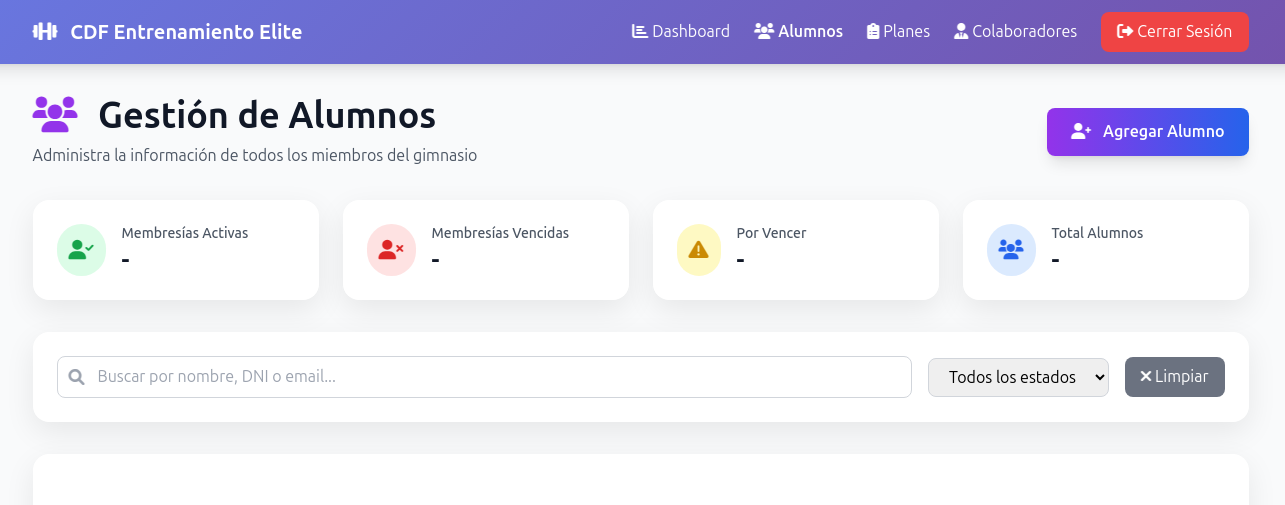 CDF Entrenamiento Elite
Dashboard
Alumnos
Planes
Colaboradores
Cerrar Sesión
Gestión de Alumnos
Administra la información de todos los miembros del gimnasio
Agregar Alumno
Membresías Activas
-
Membresías Vencidas
-
Por Vencer
-
Total Alumnos
-
Buscar por nombre, DNI o email...
Todos los estados
Limpiar